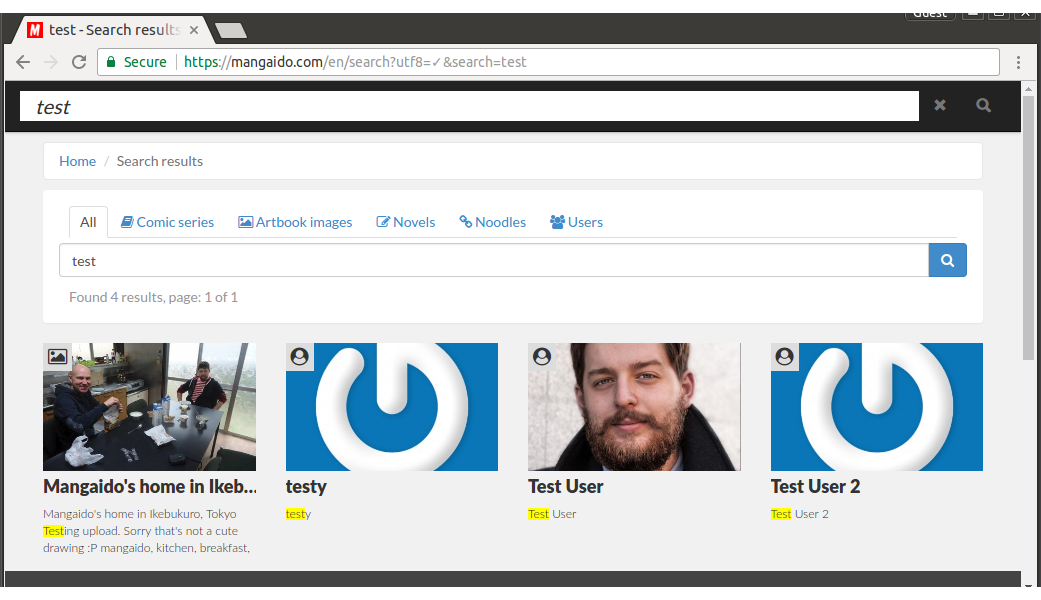 Guest
test - Search results
Secure | https://mangaido.com/en/search?utf8=✓&search=test
test
Home / Search results
All Comic series Artbook images Novels Noodles Users
test
Found 4 results, page: 1 of 1
Mangaido's home in Ikeb... testy Test User Test User 2
Mangaido's home in Ikebukuro, Tokyo testy Test User Test User 2
Testing upload. Sorry that's not a cute
drawing :P mangaido, kitchen, breakfast,